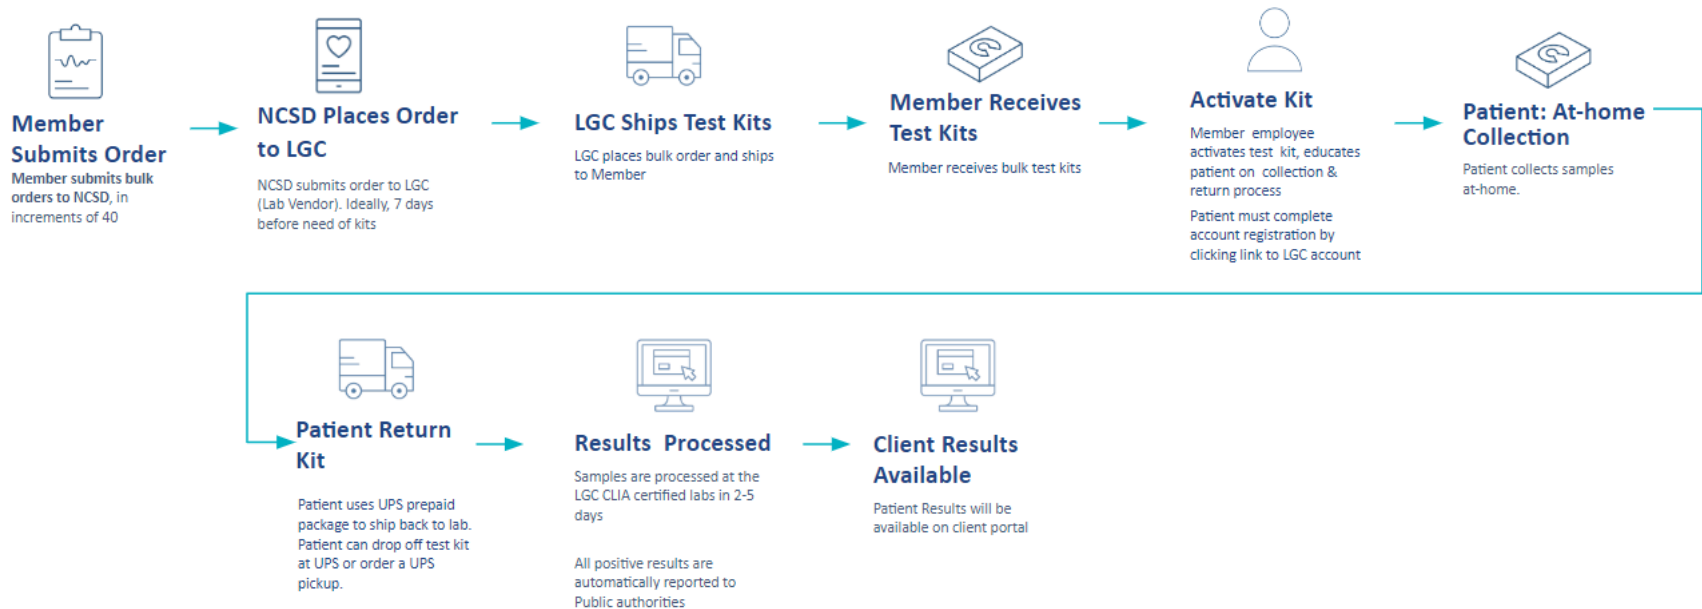 Member
Submits Order
Member submits bulk
orders to NCSD, in
increments of 40
NCSD Places Order
to LGC
NCSD submits order to LGC
(Lab Vendor). Ideally, 7 days
before need of kits
LGC Ships Test Kits
LGC places bulk order and ships
to Member
Member Receives
Test Kits
Member receives bulk test kits
Activate Kit
Member employee
activates test kit, educates
patient on collection &
return process
Patient must complete
account registration by
clicking link to LGC account
Patient: At-home
Collection
Patient collects samples
at-home.
Patient Return
Kit
Patient uses UPS prepaid
package to ship back to lab.
Patient can drop off test kit
at UPS or order a UPS
pickup.
Results Processed
Samples are processed at the
LGC CLIA certified labs in 2-5
days
All positive results are
automatically reported to
Public authorities
Client Results
Available
Patient Results will be
available on client portal